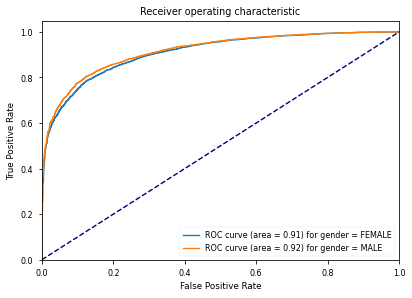 Receiver operating characteristic
True Positive Rate
1.0
0.8
0.6
0.4
0.2
0.0
ROC curve (area = 0.91) for gender = FEMALE
ROC curve (area = 0.92) for gender = MALE
0.0 0.2 0.4 0.6 0.8 1.0
False Positive Rate